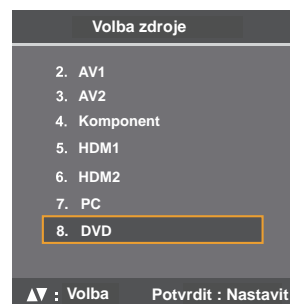 Volba zdroje
2. AV1
3. AV2
4. Komponent
5. HDM1
6. HDM2
7. PC
8. DVD
▲▼ : Volba Potvrdit : Nastavit